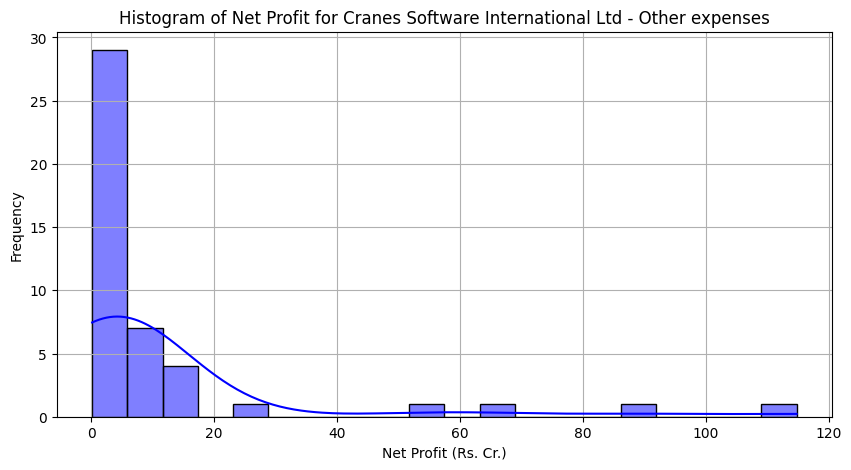 Histogram of Net Profit for Cranes Software International Ltd - Other expenses
30
25
20
15
10
5
0
Frequency
0 20 40 60 80 100 120
Net Profit (Rs. Cr.)